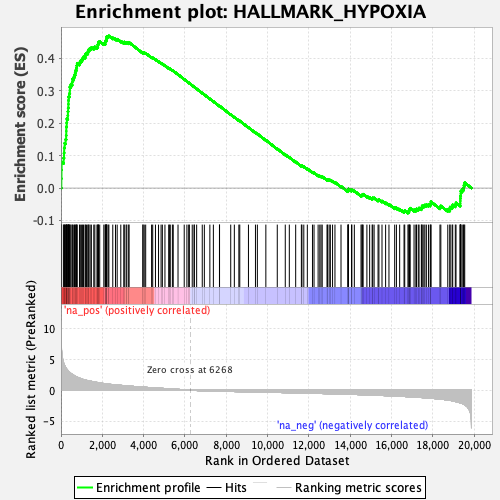 Enrichment plot: HALLMARK_HYPOXIA
Enrichment score (ES)
0.4
0.3
0.2
0.1
0.0
-0.1
'na_pos' (positively correlated)
Ranked list metric (PreRanked)
10
5
0
-5
Zero cross at 6268
'na_neg' (negatively correlated)
0
2,000
4,000
6,000
8,000
10,000
12,000
14,000
16,000
18,000
20,000
Rank in Ordered Dataset
Enrichment profile
Hits
Ranking metric scores